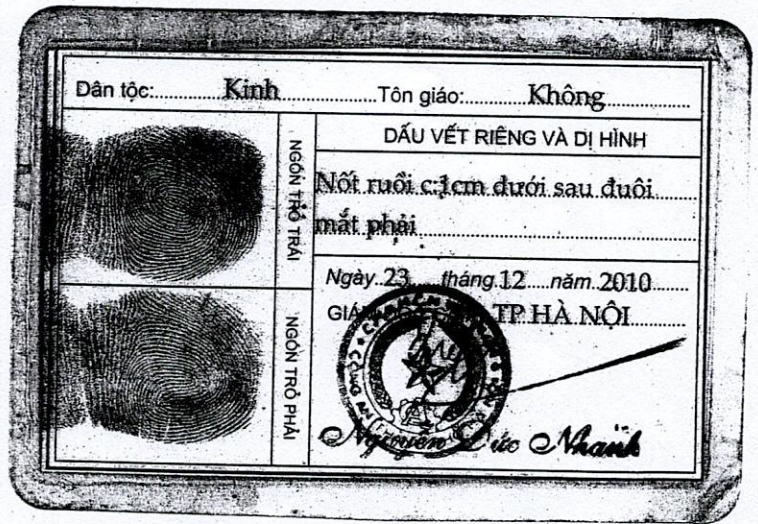 Dân tộc: Kinh Tôn giáo: Không
DẤU VẾT RIÊNG VÀ DỊ HÌNH
NGÓN TRỎ TRÁI
Nốt ruồi c:1cm dưới sau đuôi
mắt phải
Ngày 23 tháng 12 năm 2010
TP HÀ NỘI
NGÓN TRỎ PHẢI
Nguyễn Đức Nhanh